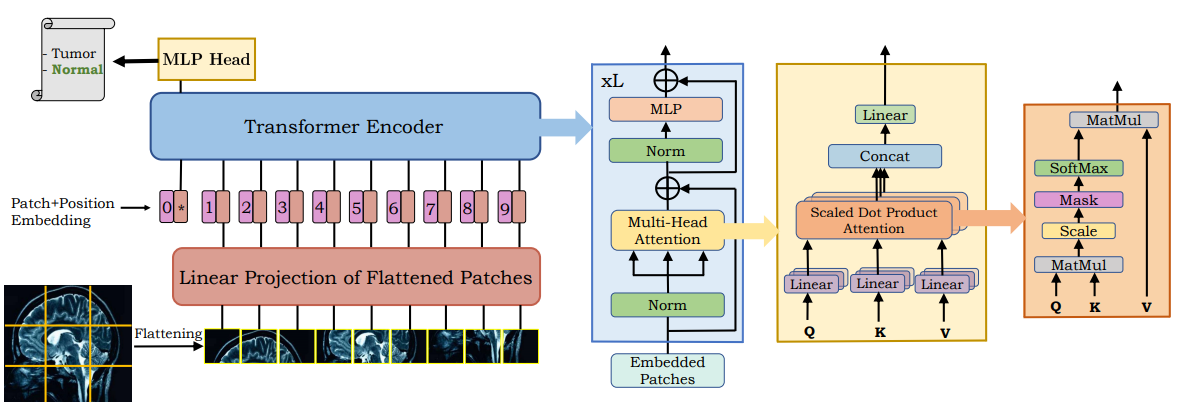 - Tumor
- Normal
MLP Head
Transformer Encoder
Patch+Position
Embedding
0 * 1 2 3 4 5 6 7 8 9
Linear Projection of Flattened Patches
Flattening
xL
MLP
Norm
Multi-Head
Attention
Norm
Embedded
Patches
Linear
Concat
Scaled Dot Product
Attention
Linear Linear Linear
Q K V
MatMul
SoftMax
Mask
Scale
MatMul
Q K V